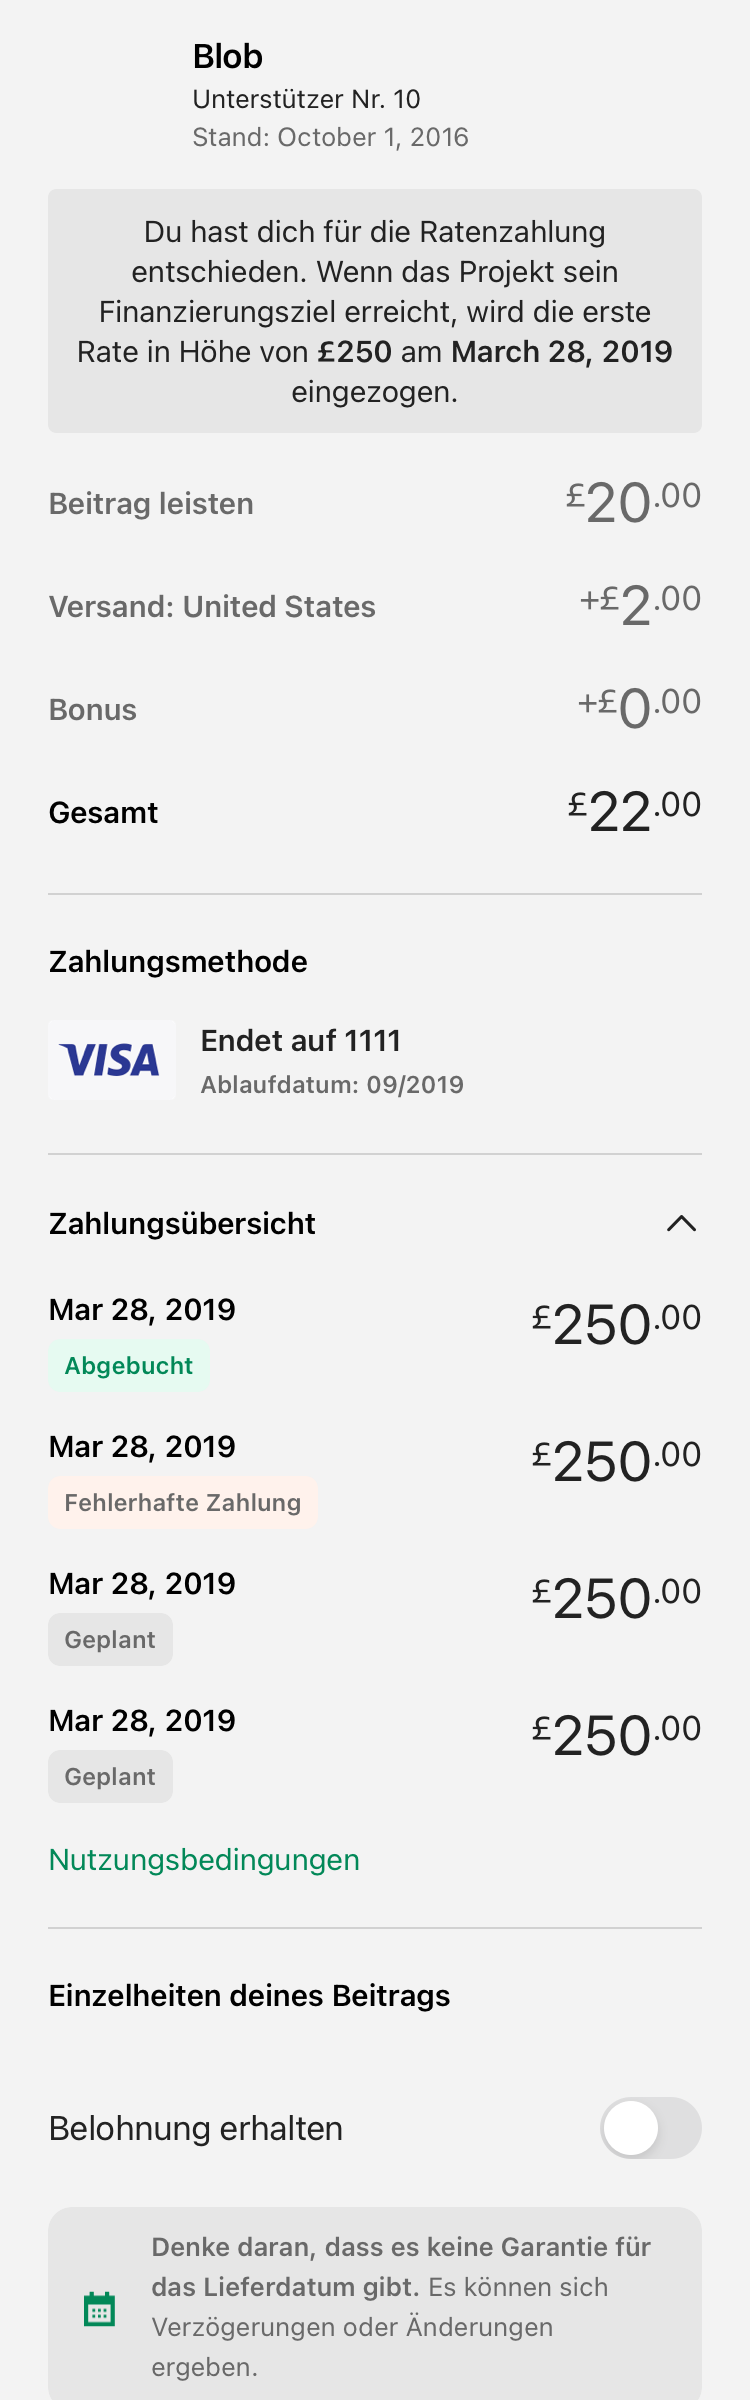 Blob
Unterstützer Nr. 10
Stand: October 1, 2016
Du hast dich für die Ratenzahlung
entschieden. Wenn das Projekt sein
Finanzierungsziel erreicht, wird die erste
Rate in Höhe von £250 am March 28, 2019
eingezogen.
Beitrag leisten £20.00
Versand: United States +£2.00
Bonus +£0.00
Gesamt £22.00
Zahlungsmethode
VISA
Endet auf 1111
Ablaufdatum: 09/2019
Zahlungsübersicht
Mar 28, 2019 £250.00
Abgebucht
Mar 28, 2019 £250.00
Fehlerhafte Zahlung
Mar 28, 2019 £250.00
Geplant
Mar 28, 2019 £250.00
Geplant
Nutzungsbedingungen
Einzelheiten deines Beitrags
Belohnung erhalten
Denke daran, dass es keine Garantie für
das Lieferdatum gibt. Es können sich
Verzögerungen oder Änderungen
ergeben.